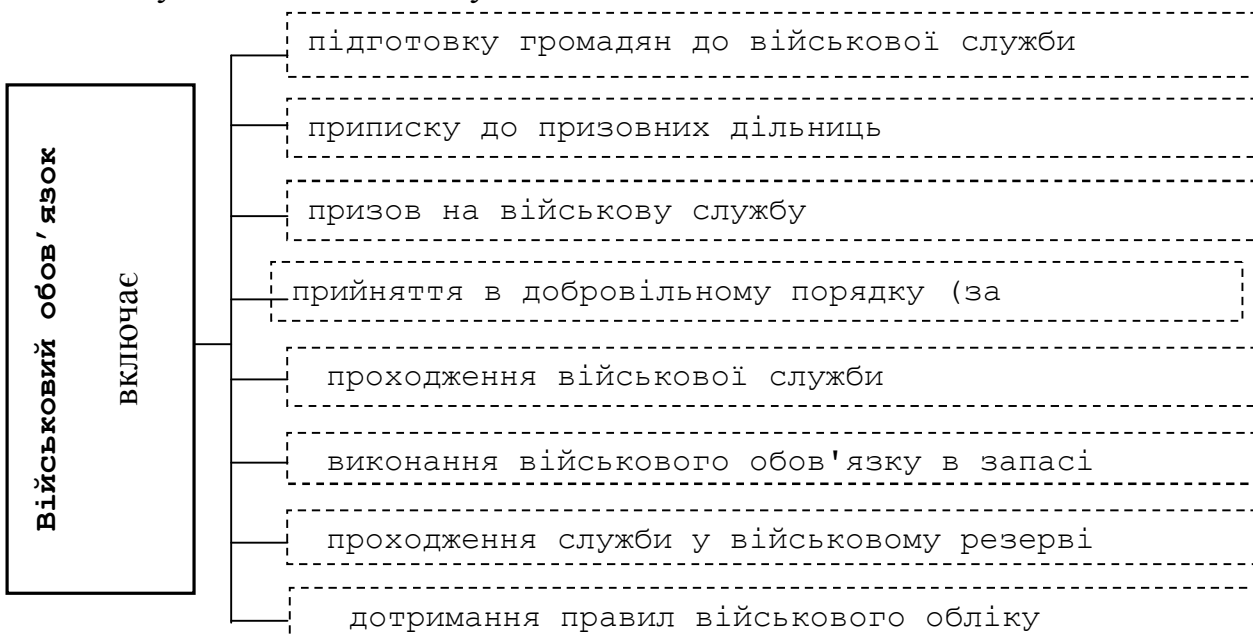 Військовий обов'язок
включає
підготовку громадян до військової служби
приписку до призовних дільниць
призов на військову службу
прийняття в добровільному порядку (за
проходження військової служби
виконання військового обов'язку в запасі
проходження служби у військовому резерві
дотримання правил військового обліку